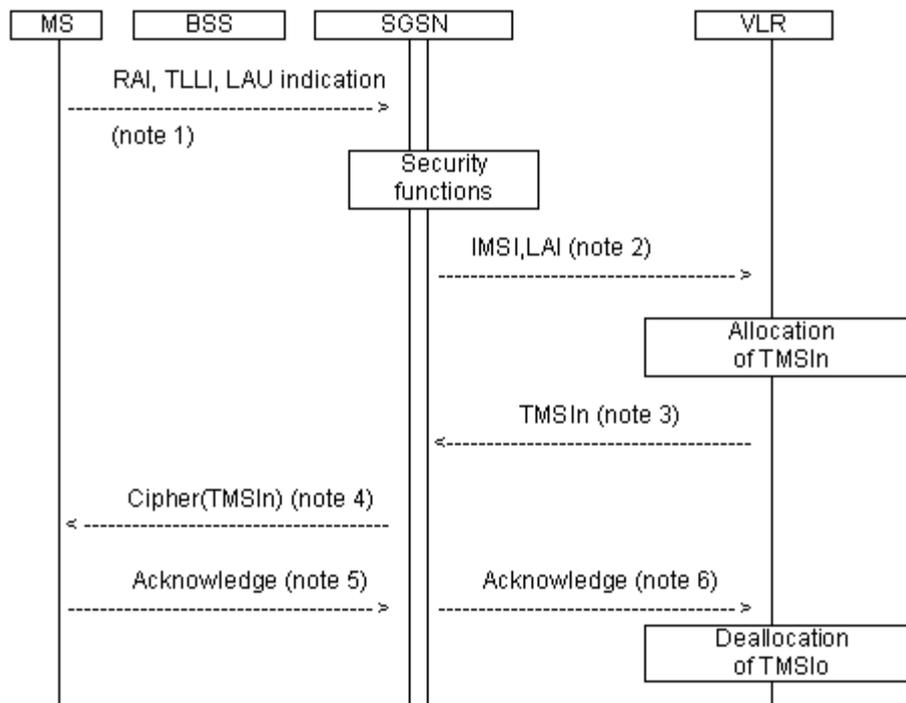 MS BSS SGSN VLR
RAI, TLLI, LAU indication
(note 1)
Security
functions
IMSI,LAI (note 2)
Allocation
of TMSIn
TMSIn (note 3)
Cipher(TMSIn) (note 4)
Acknowledge (note 5) Acknowledge (note 6)
Deallocation
of TMSIo